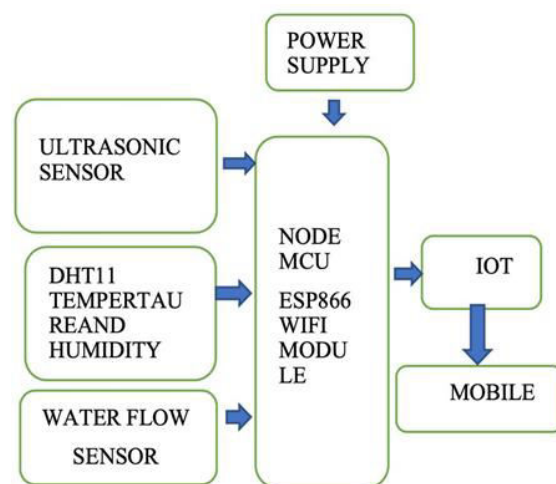 POWER
SUPPLY
ULTRASONIC
SENSOR
DHT11
TEMPERTAU
REAND
HUMIDITY
WATER FLOW
SENSOR
NODE
MCU
ESP866
WIFI
MODU
LE
IOT
MOBILE